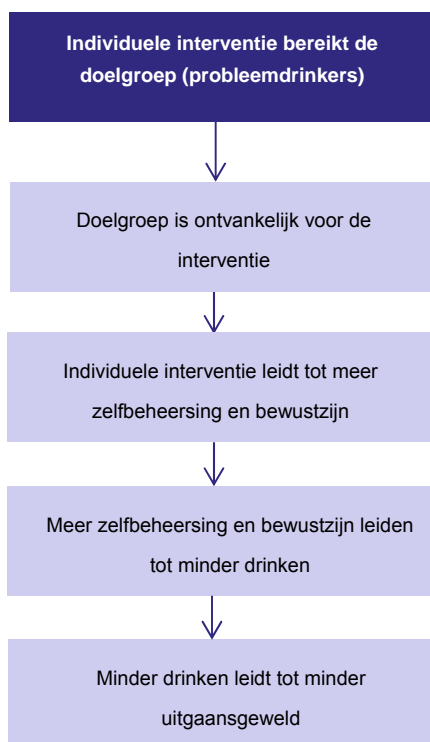 Individuele interventie bereikt de
doelgroep (probleemdrinkers)
Doelgroep is ontvankelijk voor de
interventie
Individuele interventie leidt tot meer
zelfbeheersing en bewustzijn
Meer zelfbeheersing en bewustzijn leiden
tot minder drinken
Minder drinken leidt tot minder
uitgaansgeweld